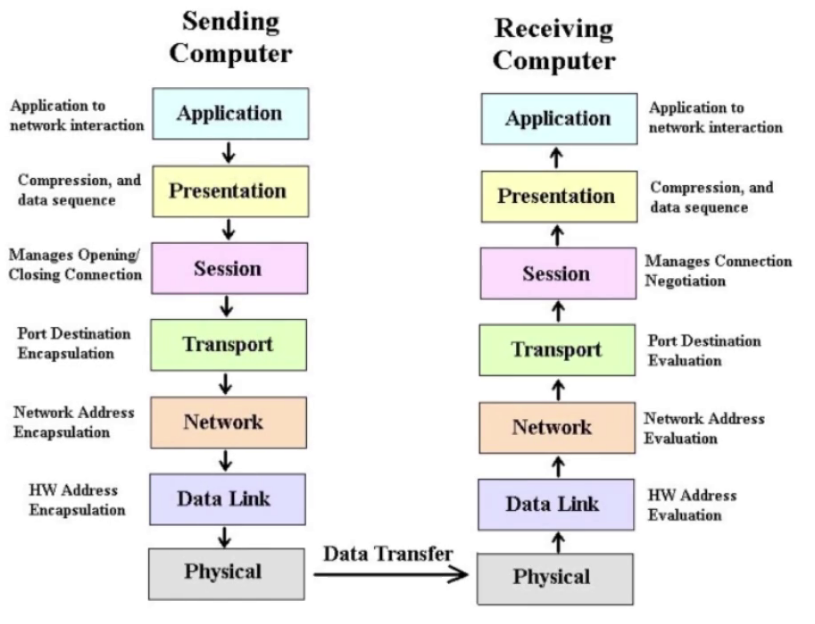 Sending
Computer
Receiving
Computer
Application to
network interaction
Application
Application
Application to
network interaction
Compression, and
data sequence
Presentation
Presentation
Compression, and
data sequence
Manages Opening/
Closing Connection
Session
Session
Manages Connection
Negotiation
Port Destination
Encapsulation
Transport
Transport
Port Destination
Evaluation
Network Address
Encapsulation
Network
Network
Network Address
Evaluation
HW Address
Encapsulation
Data Link
Data Link
HW Address
Evaluation
Physical
Data Transfer
Physical